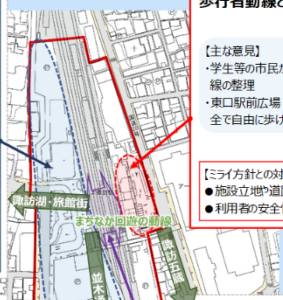 歩行者動線と
【主な意見】
・学生等の市民が
線の整理
・東口駅前広場
全で自由に歩け
【ミライ方針との対
●施設立地や道路
●利用者の安全
諏訪湖・旅館街
まちなか回遊の動線
並木
諏訪五